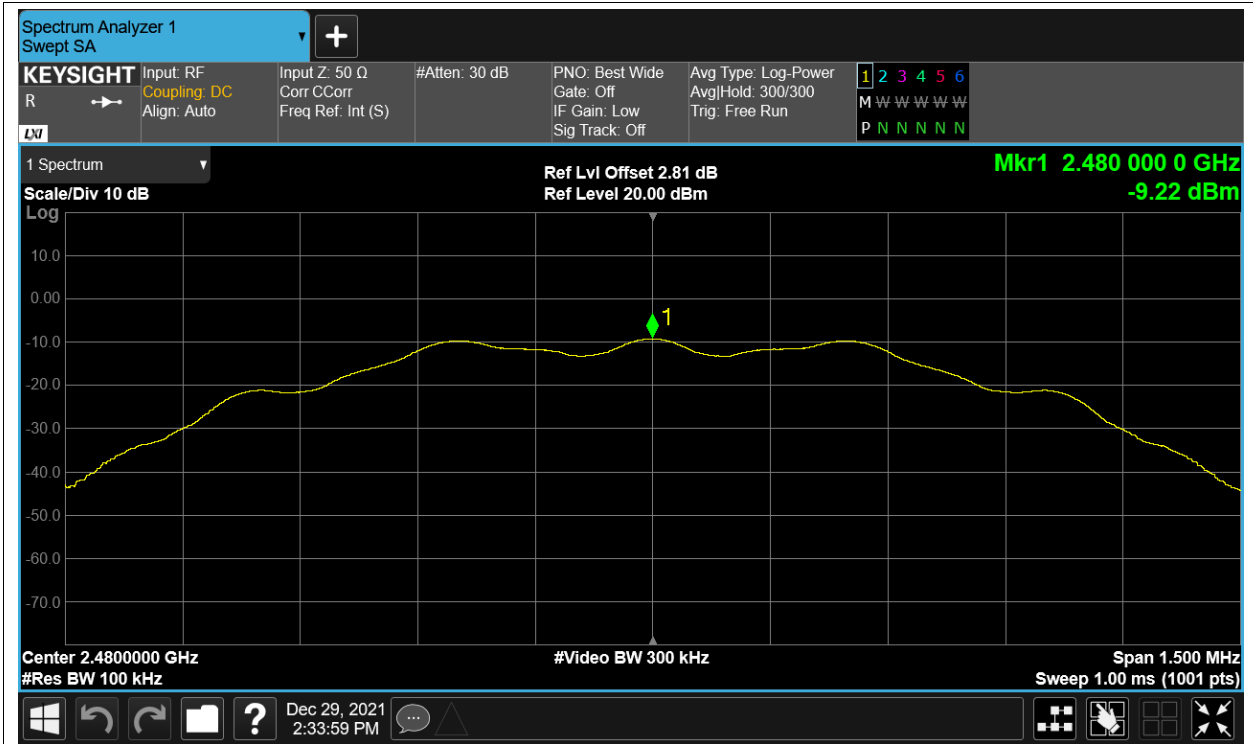 Spectrum Analyzer 1
Swept SA
+
KEYSIGHT
R
LXI
Input: RF
Coupling: DC
Align: Auto
Input Z: 50 Ω
Corr CCorr
Freq Ref: Int (S)
#Atten: 30 dB
PNO: Best Wide
Gate: Off
IF Gain: Low
Sig Track: Off
Avg Type: Log-Power
Avg|Hold: 300/300
Trig: Free Run
1 2 3 4 5 6
M W W W W W
P N N N N N
1 Spectrum
Scale/Div 10 dB
Ref Lvl Offset 2.81 dB
Ref Level 20.00 dBm
Mkr1 2.480 000 0 GHz
-9.22 dBm
Log
10.0
0.00
-10.0
-20.0
-30.0
-40.0
-50.0
-60.0
-70.0
1
Center 2.4800000 GHz
#Res BW 100 kHz
#Video BW 300 kHz
Span 1.500 MHz
Sweep 1.00 ms (1001 pts)
?
Dec 29, 2021
2:33:59 PM